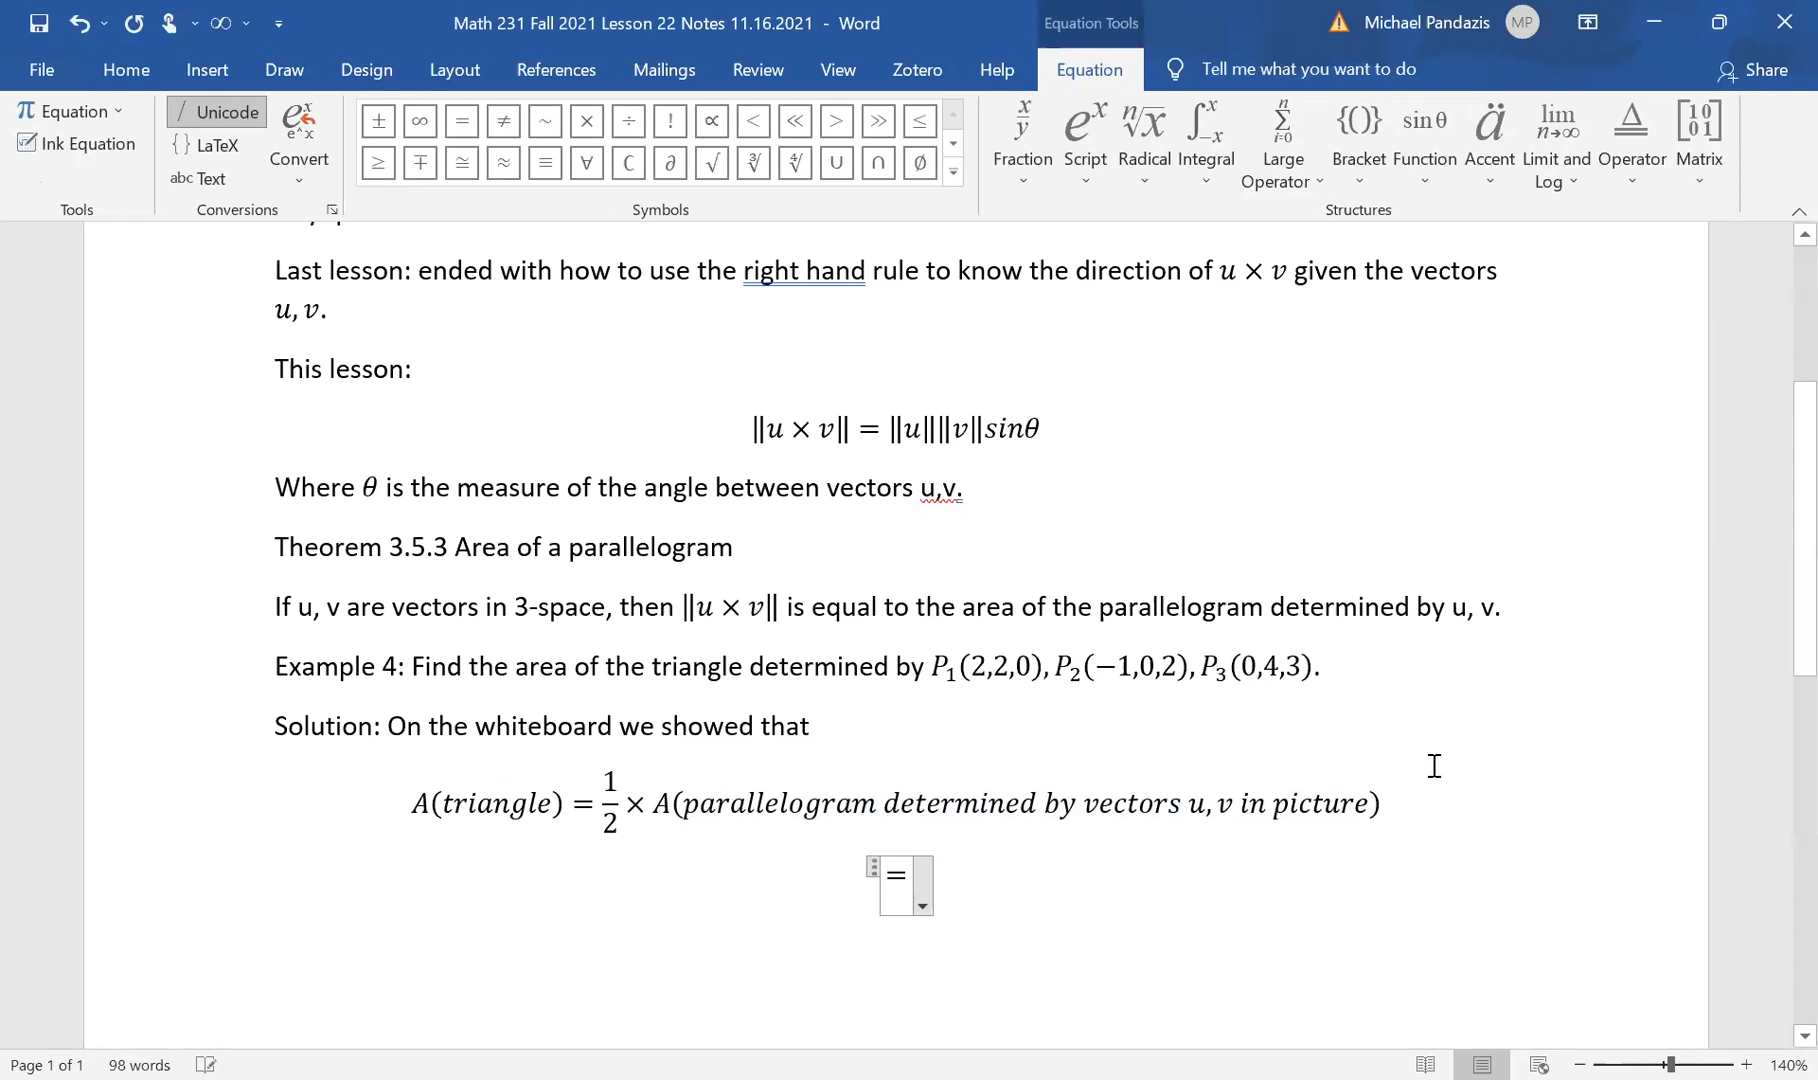 Math 231 Fall 2021 Lesson 22 Notes 11.16.2021 - Word
Equation Tools
Michael Pandazis MP
File Home Insert Draw Design Layout References Mailings Review View Zotero Help Equation Tell me what you want to do Share
π Equation
Ink Equation
Tools
Unicode
{} LaTeX
abc Text
e^x
Convert
Conversions
± ∞ = ≠ ~ × ÷ ! ∝ < ≪ > ≫ ≤
≥ ∓ ≅ ≈ ≡ ∀ ∁ ∂ √ ∛ ∜ ∪ ∩ ∅
Symbols
Fraction Script Radical Integral Large Operator Bracket Function Accent Limit and Log Operator Matrix
Structures
Last lesson: ended with how to use the right hand rule to know the direction of u × v given the vectors
u, v.
This lesson:
‖u × v‖ = ‖u‖‖v‖sinθ
Where θ is the measure of the angle between vectors u,v.
Theorem 3.5.3 Area of a parallelogram
If u, v are vectors in 3-space, then ‖u × v‖ is equal to the area of the parallelogram determined by u, v.
Example 4: Find the area of the triangle determined by P₁(2,2,0), P₂(−1,0,2), P₃(0,4,3).
Solution: On the whiteboard we showed that
A(triangle) = 1/2 × A(parallelogram determined by vectors u, v in picture)
=
Page 1 of 1 98 words 140%